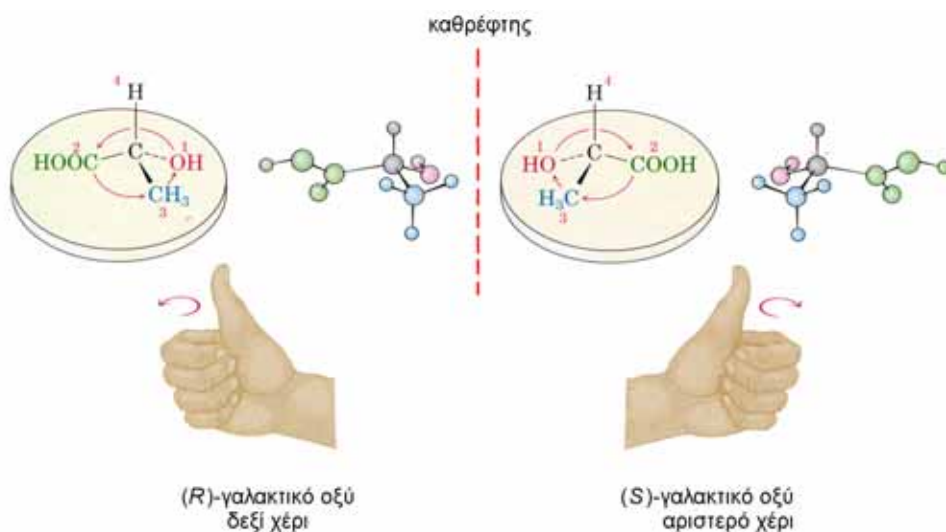 καθρέφτης
4
H
2
HOOC
C
1
OH
CH₃
3
4
H
1
HO
C
2
COOH
H₃C
3
(R)-γαλακτικό οξύ
δεξί χέρι
(S)-γαλακτικό οξύ
αριστερό χέρι